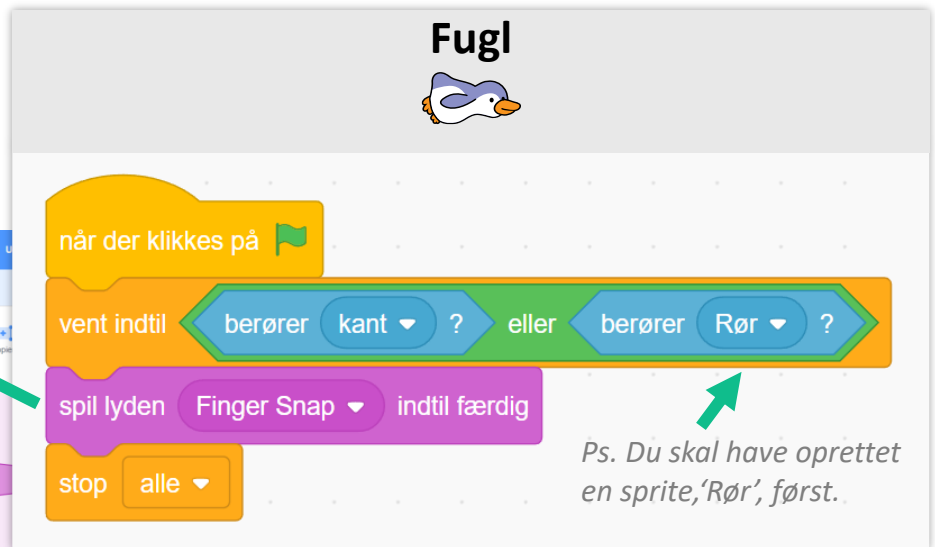 Fugl
når der klikkes på
vent indtil berører kant ? eller berører Rør ?
spil lyden Finger Snap indtil færdig
stop alle
Ps. Du skal have oprettet
en sprite,‘Rør’, først.